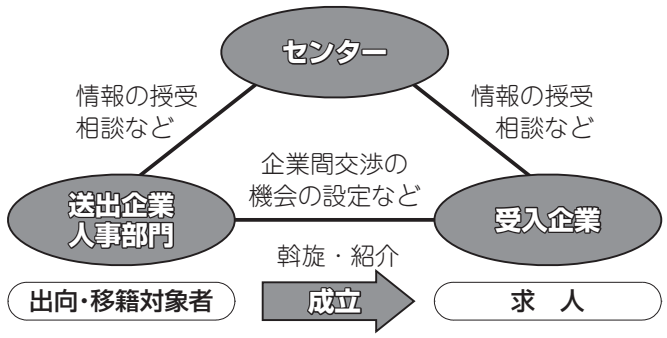 センター
情報の授受
相談など
情報の授受
相談など
企業間交渉の
機会の設定など
送出企業
人事部門
受入企業
斡旋・紹介
出向・移籍対象者
成立
求　人